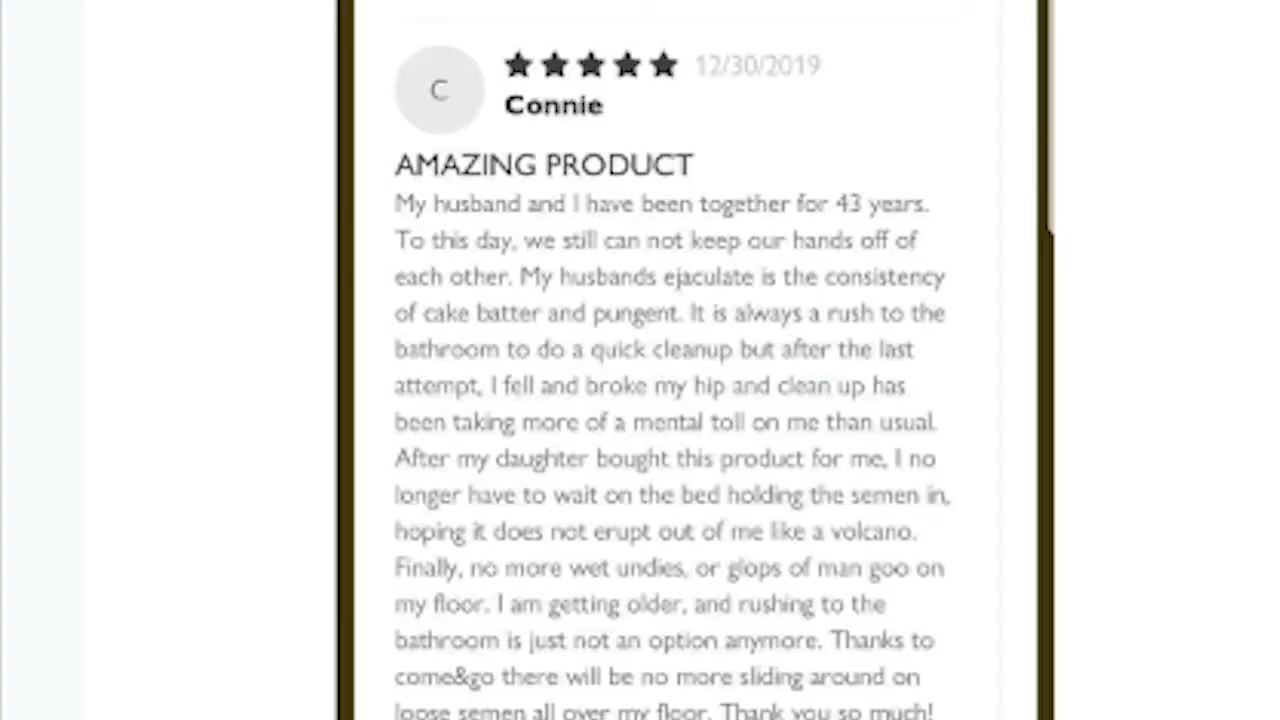 C
★★★★★ 12/30/2019
Connie
AMAZING PRODUCT
My husband and I have been together for 43 years.
To this day, we still can not keep our hands off of
each other. My husbands ejaculate is the consistency
of cake batter and pungent. It is always a rush to the
bathroom to do a quick cleanup but after the last
attempt, I fell and broke my hip and clean up has
been taking more of a mental toll on me than usual.
After my daughter bought this product for me, I no
longer have to wait on the bed holding the semen in,
hoping it does not erupt out of me like a volcano.
Finally, no more wet undies, or glops of man goo on
my floor. I am getting older, and rushing to the
bathroom is just not an option anymore. Thanks to
come&go there will be no more sliding around on
loose semen all over my floor. Thank you so much!